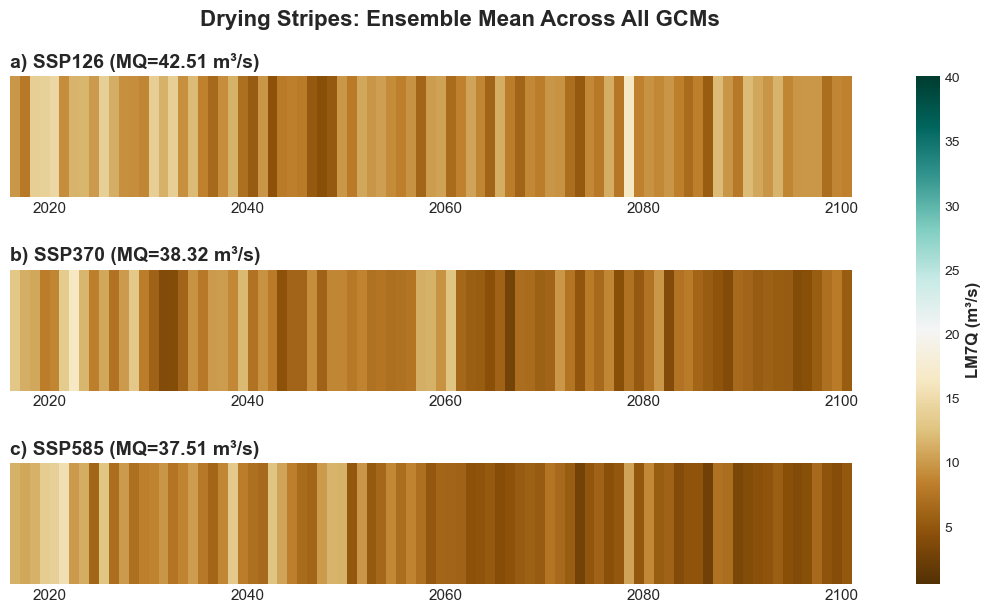 Drying Stripes: Ensemble Mean Across All GCMs
a) SSP126 (MQ=42.51 m³/s)
2020 2040 2060 2080 2100
b) SSP370 (MQ=38.32 m³/s)
2020 2040 2060 2080 2100
c) SSP585 (MQ=37.51 m³/s)
2020 2040 2060 2080 2100
40
35
30
25
20
15
10
5
LM7Q (m³/s)